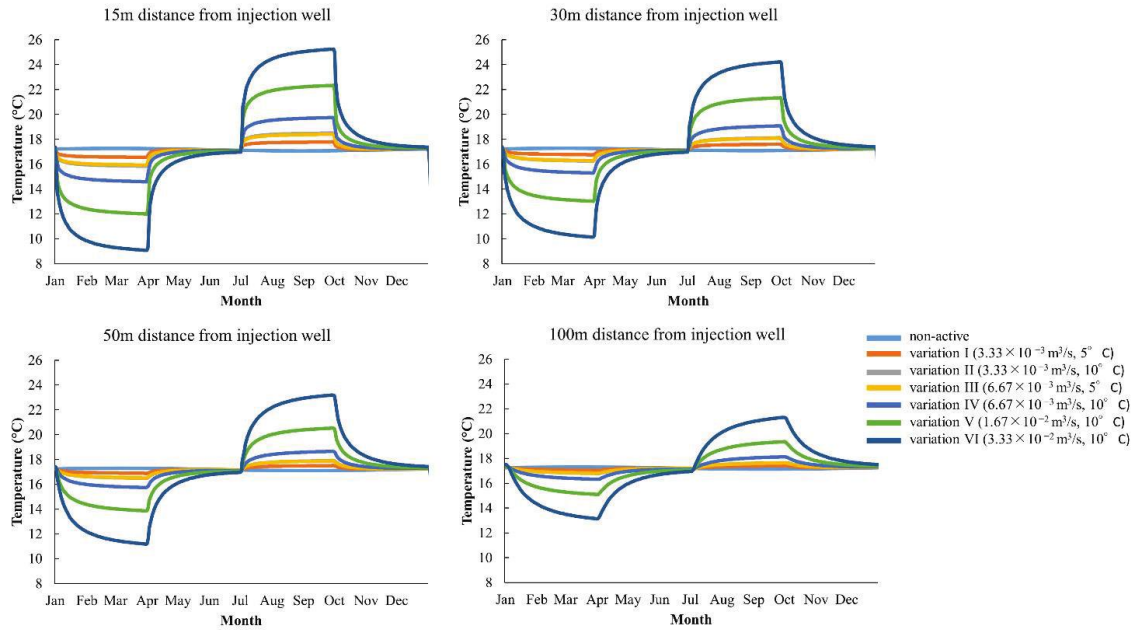 15m distance from injection well
26
24
22
20
18
16
14
12
10
8
Temperature (°C)
Jan Feb Mar Apr May Jun Jul Aug Sep Oct Nov Dec
Month
30m distance from injection well
26
24
22
20
18
16
14
12
10
8
Temperature (°C)
Jan Feb Mar Apr May Jun Jul Aug Sep Oct Nov Dec
Month
50m distance from injection well
26
24
22
20
18
16
14
12
10
8
Temperature (°C)
Jan Feb Mar Apr May Jun Jul Aug Sep Oct Nov Dec
Month
100m distance from injection well
26
24
22
20
18
16
14
12
10
8
Temperature (°C)
Jan Feb Mar Apr May Jun Jul Aug Sep Oct Nov Dec
Month
non-active
variation I (3.33×10⁻³ m³/s, 5° C)
variation II (3.33×10⁻³ m³/s, 10° C)
variation III (6.67×10⁻³ m³/s, 5° C)
variation IV (6.67×10⁻³ m³/s, 10° C)
variation V (1.67×10⁻² m³/s, 10° C)
variation VI (3.33×10⁻² m³/s, 10° C)